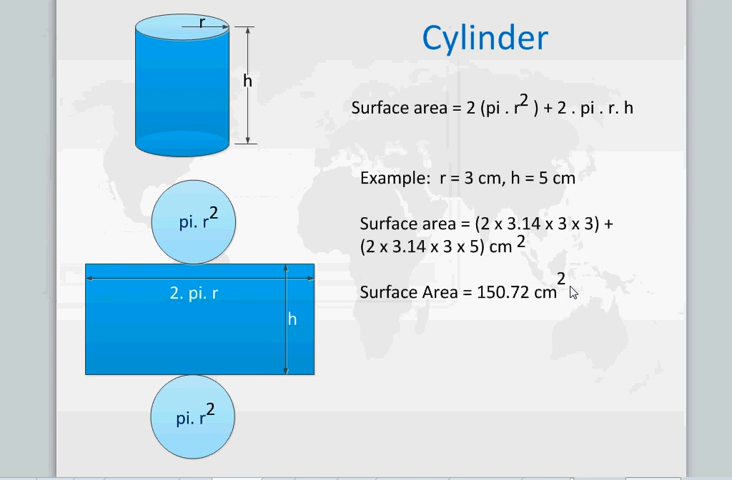 Cylinder
r
h
Surface area = 2 (pi . r2 ) + 2 . pi . r. h
Example: r = 3 cm, h = 5 cm
Surface area = (2 x 3.14 x 3 x 3) +
(2 x 3.14 x 3 x 5) cm 2
Surface Area = 150.72 cm2
pi. r2
2. pi. r
h
pi. r2